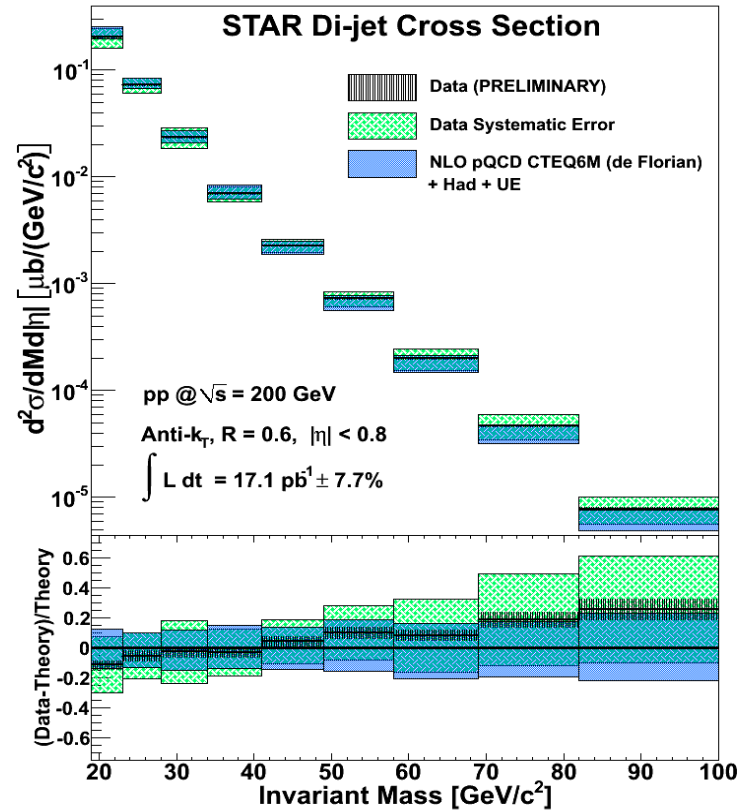 STAR Di-jet Cross Section
Data (PRELIMINARY)
Data Systematic Error
NLO pQCD CTEQ6M (de Florian)
+ Had + UE
d²σ/dMd|η| [μb/(GeV/c²)]
10⁻¹
10⁻²
10⁻³
10⁻⁴
10⁻⁵
pp @ √s = 200 GeV
Anti-k_T, R = 0.6, |η| < 0.8
∫ L dt = 17.1 pb⁻¹ ± 7.7%
(Data-Theory)/Theory
0.6
0.4
0.2
0
-0.2
-0.4
-0.6
20 30 40 50 60 70 80 90 100
Invariant Mass [GeV/c²]